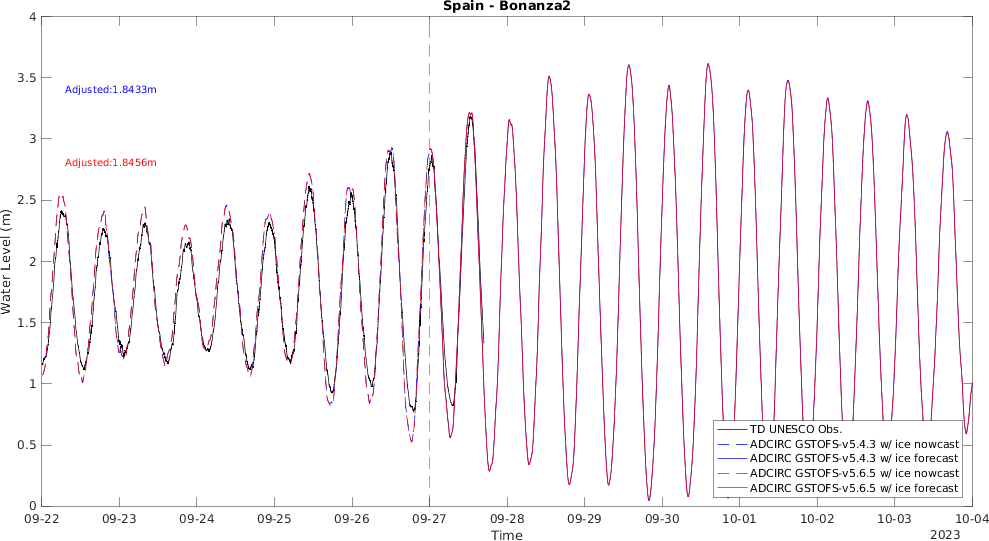 Spain - Bonanza2
4
3.5
3
2.5
2
1.5
1
0.5
0
Water Level (m)
Adjusted:1.8433m
Adjusted:1.8456m
TD UNESCO Obs.
ADCIRC GSTOFS-v5.4.3 w/ ice nowcast
ADCIRC GSTOFS-v5.4.3 w/ ice forecast
ADCIRC GSTOFS-v5.6.5 w/ ice nowcast
ADCIRC GSTOFS-v5.6.5 w/ ice forecast
09-22 09-23 09-24 09-25 09-26 09-27 09-28 09-29 09-30 10-01 10-02 10-03 10-04
Time
2023